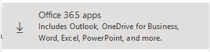 Office 365 apps
Includes Outlook, OneDrive for Business,
Word, Excel, PowerPoint, and more.